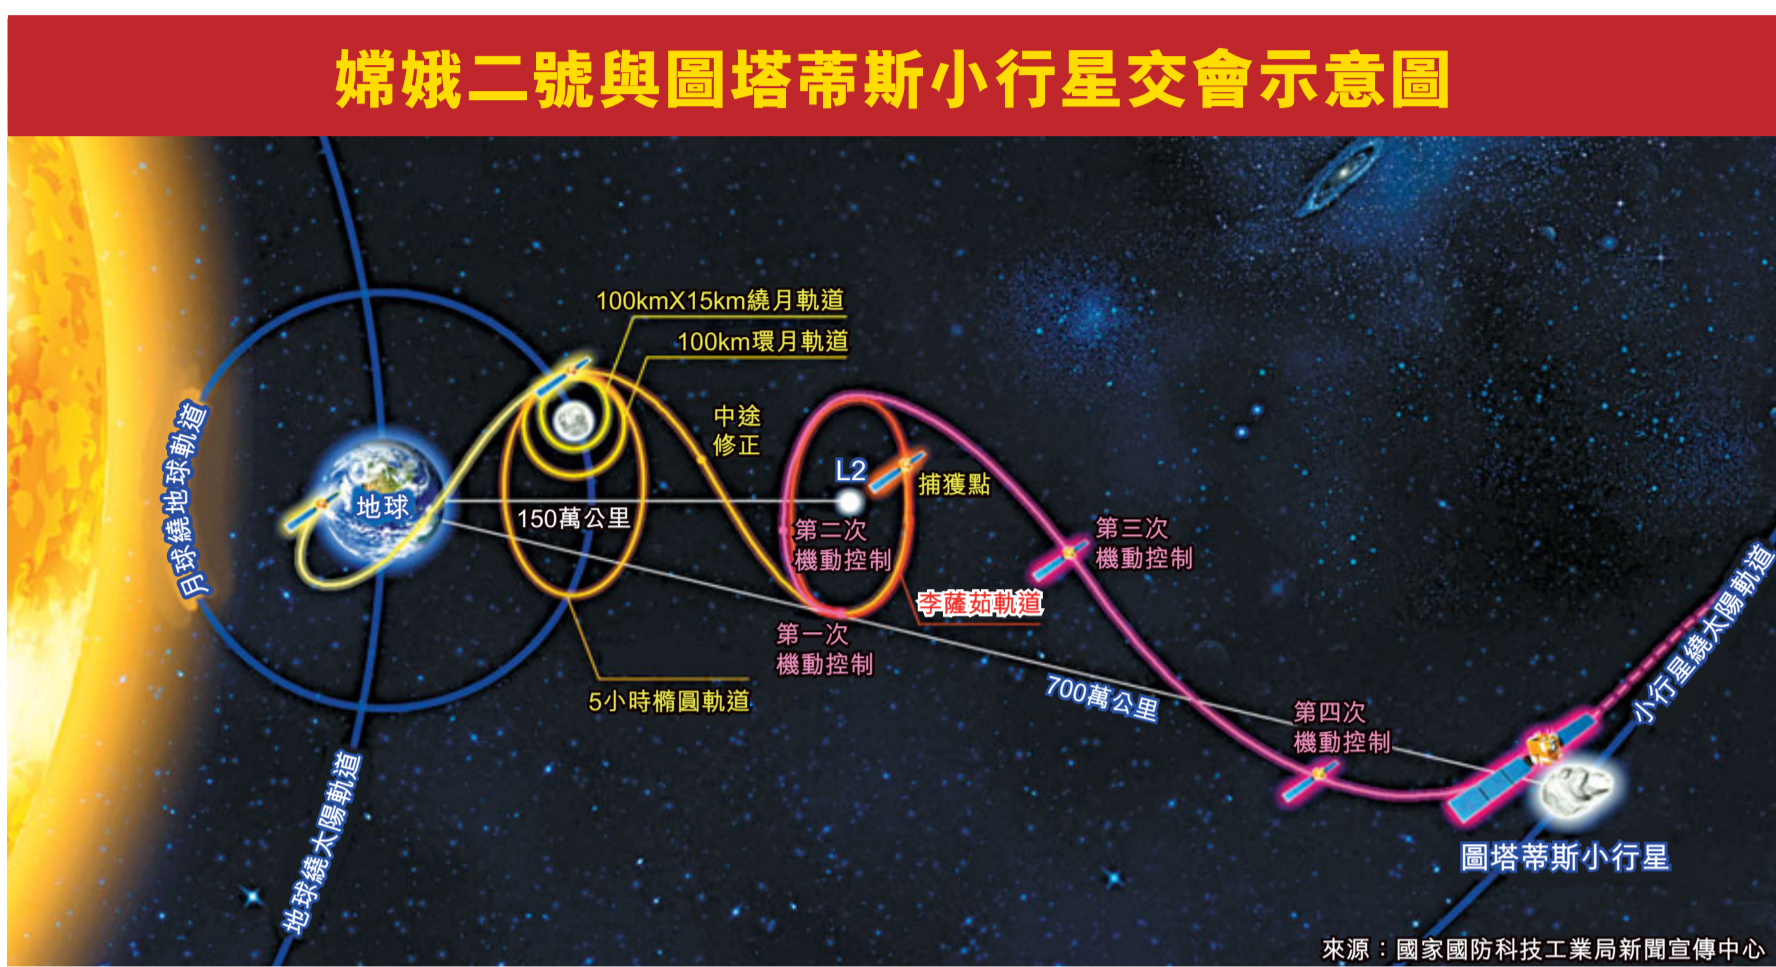 嫦娥二號與圖塔蒂斯小行星交會示意圖
100kmX15km繞月軌道
100km環月軌道
中途
修正
月球繞地球軌道
地球
150萬公里
L2
捕獲點
第二次
機動控制
第三次
機動控制
李薩茹軌道
第一次
機動控制
5小時橢圓軌道
700萬公里
第四次
機動控制
小行星繞太陽軌道
地球繞太陽軌道
圖塔蒂斯小行星
來源：國家國防科技工業局新聞宣傳中心